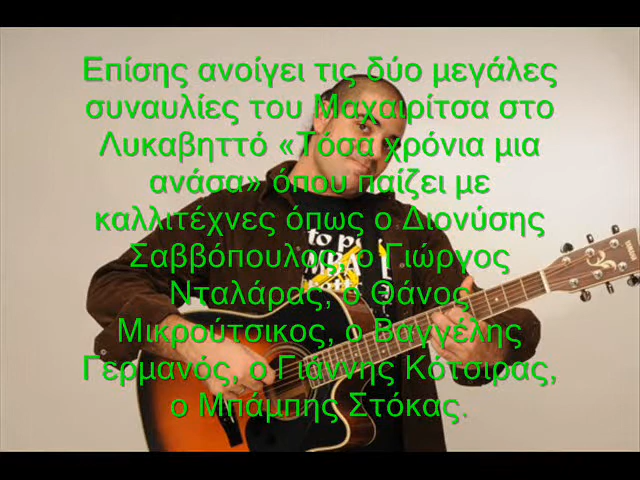 Επίσης ανοίγει τις δύο μεγάλες
συναυλίες του Μαχαιρίτσα στο
Λυκαβηττό «Τόσα χρόνια μια
ανάσα» όπου παίζει με
καλλιτέχνες όπως ο Διονύσης
Σαββόπουλος, ο Γιώργος
Νταλάρας, ο Θάνος
Μικρούτσικος, ο Βαγγέλης
Γερμανός, ο Γιάννης Κότσιρας,
ο Μπάμπης Στόκας.
YAMAHA